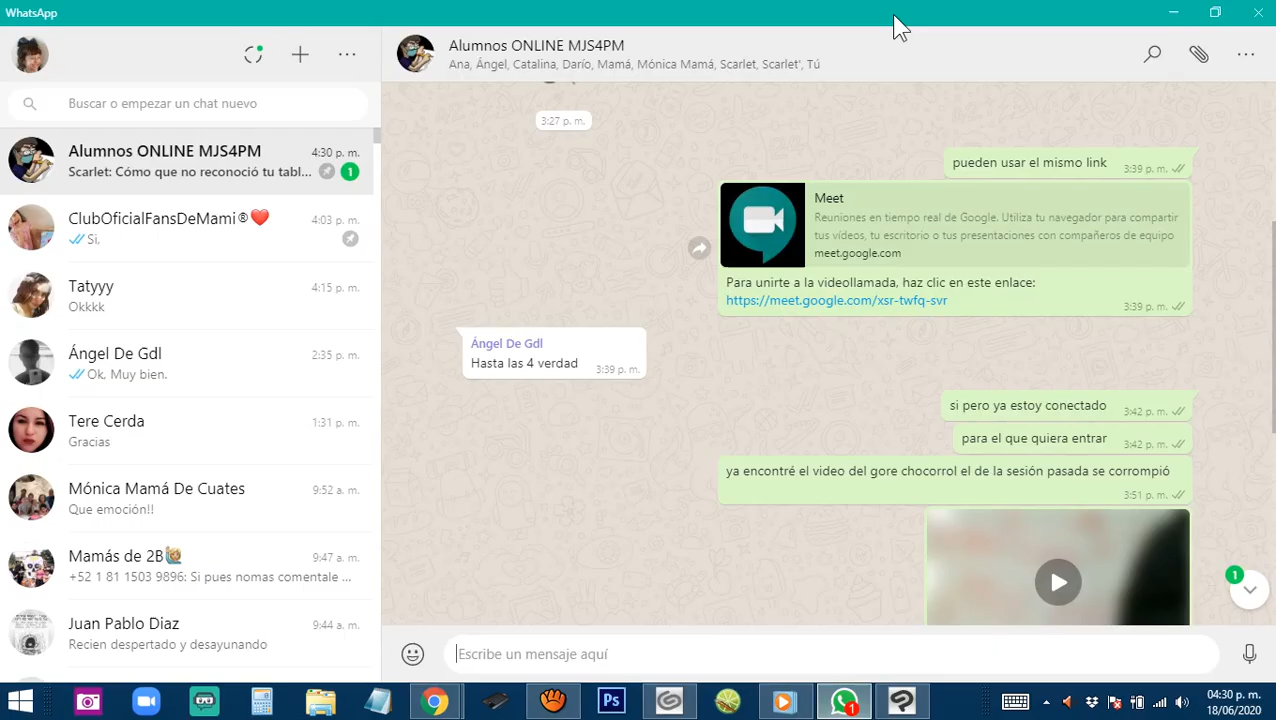 WhatsApp
Buscar o empezar un chat nuevo
Alumnos ONLINE MJS4PM
4:30 p. m.
Scarlet: Cómo que no reconoció tu tabl...
1
ClubOficialFansDeMami®❤️
4:03 p. m.
Si,
Tatyyy
4:15 p. m.
Okkkk
Ángel De Gdl
2:35 p. m.
Ok, Muy bien.
Tere Cerda
1:31 p. m.
Gracias
Mónica Mamá De Cuates
9:52 a. m.
Que emoción!!
Mamás de 2B🙋🏼
9:47 a. m.
+52 1 81 1503 9896: Si pues nomas comentale ...
Juan Pablo Diaz
9:44 a. m.
Recien despertado y desayunando
Alumnos ONLINE MJS4PM
Ana, Ángel, Catalina, Darío, Mamá, Mónica Mamá, Scarlet, Scarlet', Tú
3:27 p. m.
pueden usar el mismo link
3:39 p. m.
Meet
Reuniones en tiempo real de Google. Utiliza tu navegador para compartir
tus vídeos, tu escritorio o tus presentaciones con compañeros de equipo
meet.google.com
Para unirte a la videollamada, haz clic en este enlace:
https://meet.google.com/xsr-twfq-svr
3:39 p. m.
Ángel De Gdl
Hasta las 4 verdad
3:39 p. m.
si pero ya estoy conectado
3:42 p. m.
para el que quiera entrar
3:42 p. m.
ya encontré el video del gore chocorrol el de la sesión pasada se corrompió
3:51 p. m.
1
Escribe un mensaje aquí
Ps
1
04:30 p. m.
18/06/2020